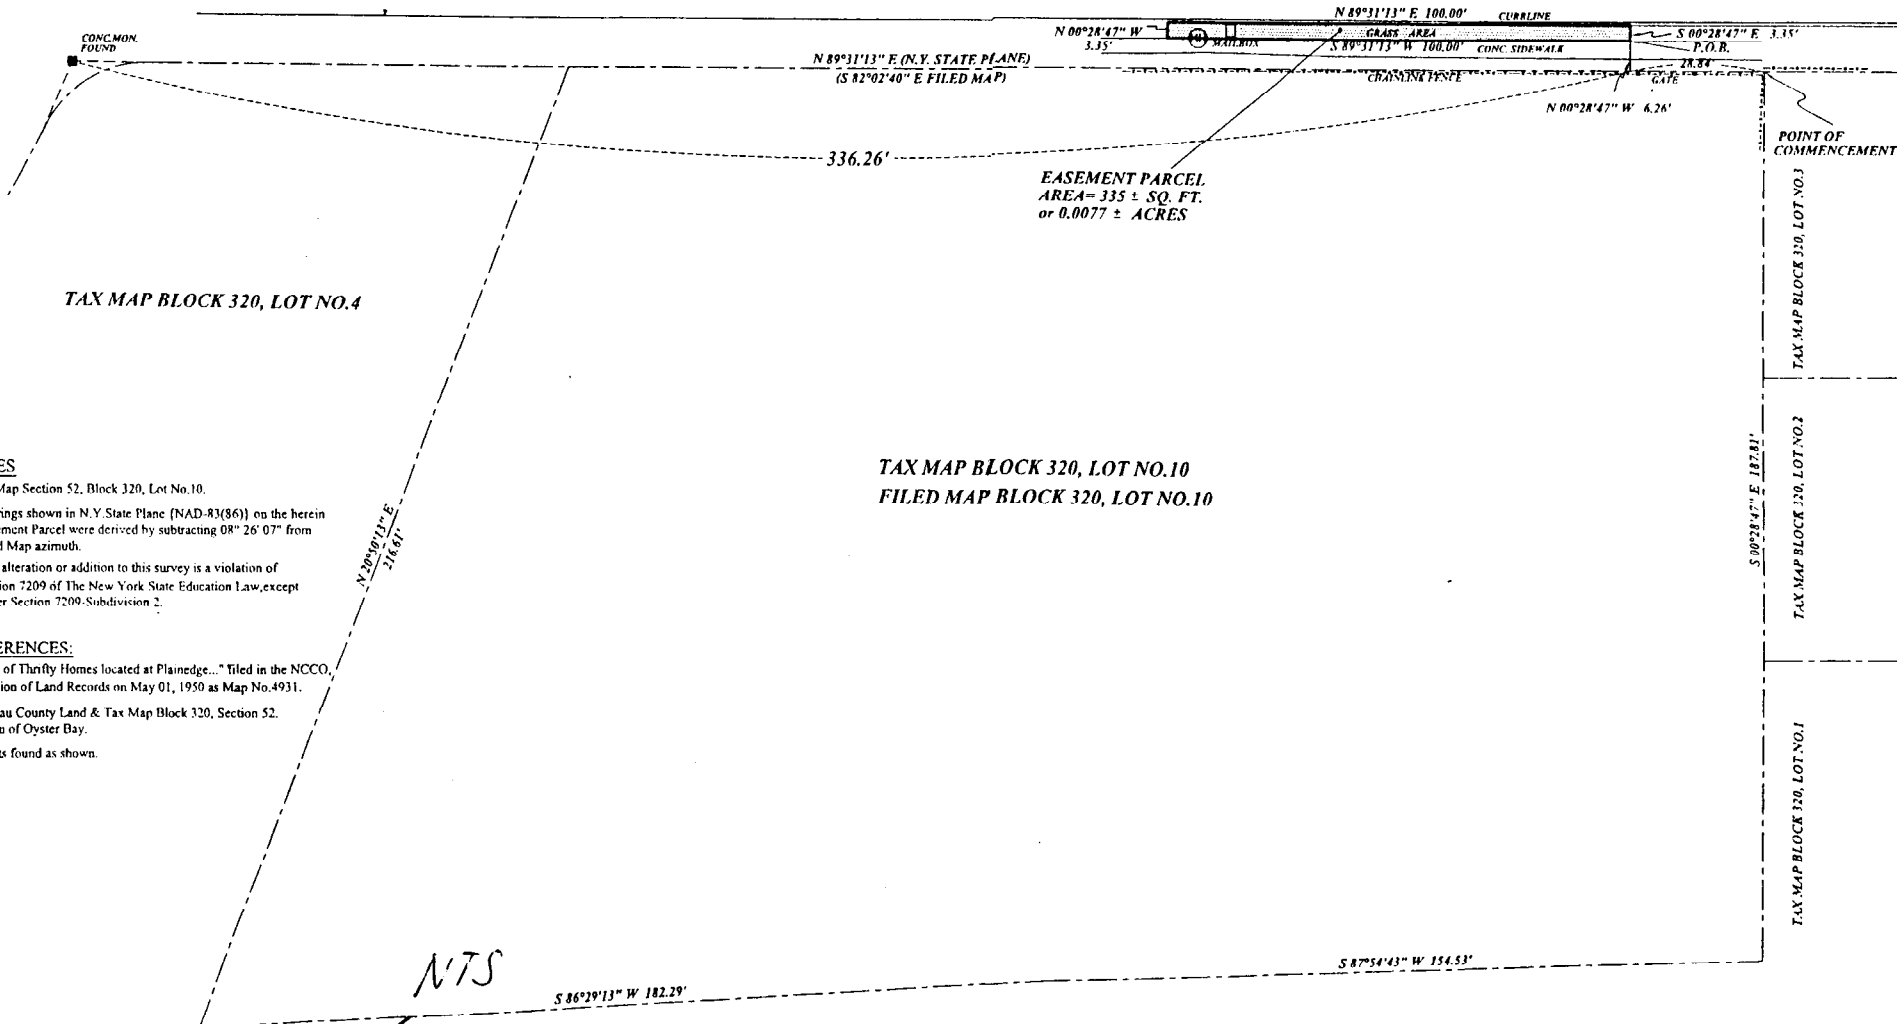 N 89°31'13" E 100.00'
CURBLINE
CONC.MON.
FOUND
N 00°28'47" W
3.35'
GRASS AREA
MAILBOX
S 89°31'13" W 100.00'
CONC. SIDEWALK
S 00°28'47" E 3.35'
P.O.B.
28.84'
N 89°31'13" E (N.Y. STATE PLANE)
(S 82°02'40" E FILED MAP)
CHAINLINK FENCE
GATE
N 00°28'47" W 6.26'
POINT OF
COMMENCEMENT
336.26'
EASEMENT PARCEL
AREA= 335 ± SQ. FT.
or 0.0077 ± ACRES
TAX MAP BLOCK 320, LOT NO.3
TAX MAP BLOCK 320, LOT NO.4
TAX MAP BLOCK 320, LOT NO.10
FILED MAP BLOCK 320, LOT NO.10
TAX MAP BLOCK 320, LOT NO.2
S 00°28'47" E 187.81'
N 20°50'13" E
216.61'
ES
Map Section 52, Block 320, Lot No.10.
ings shown in N.Y.State Plane {NAD-83(86)} on the herein
ement Parcel were derived by subtracting 08° 26' 07" from
d Map azimuth.
alteration or addition to this survey is a violation of
ion 7209 of The New York State Education Law,except
er Section 7209-Subdivision 2.
ERENCES:
of Thrifty Homes located at Plainedge..." filed in the NCCO,
ion of Land Records on May 01, 1950 as Map No.4931.
au County Land & Tax Map Block 320, Section 52.
n of Oyster Bay.
ts found as shown.
TAX MAP BLOCK 320, LOT NO.1
NTS
S 86°29'13" W 182.29'
S 87°54'43" W 154.53'